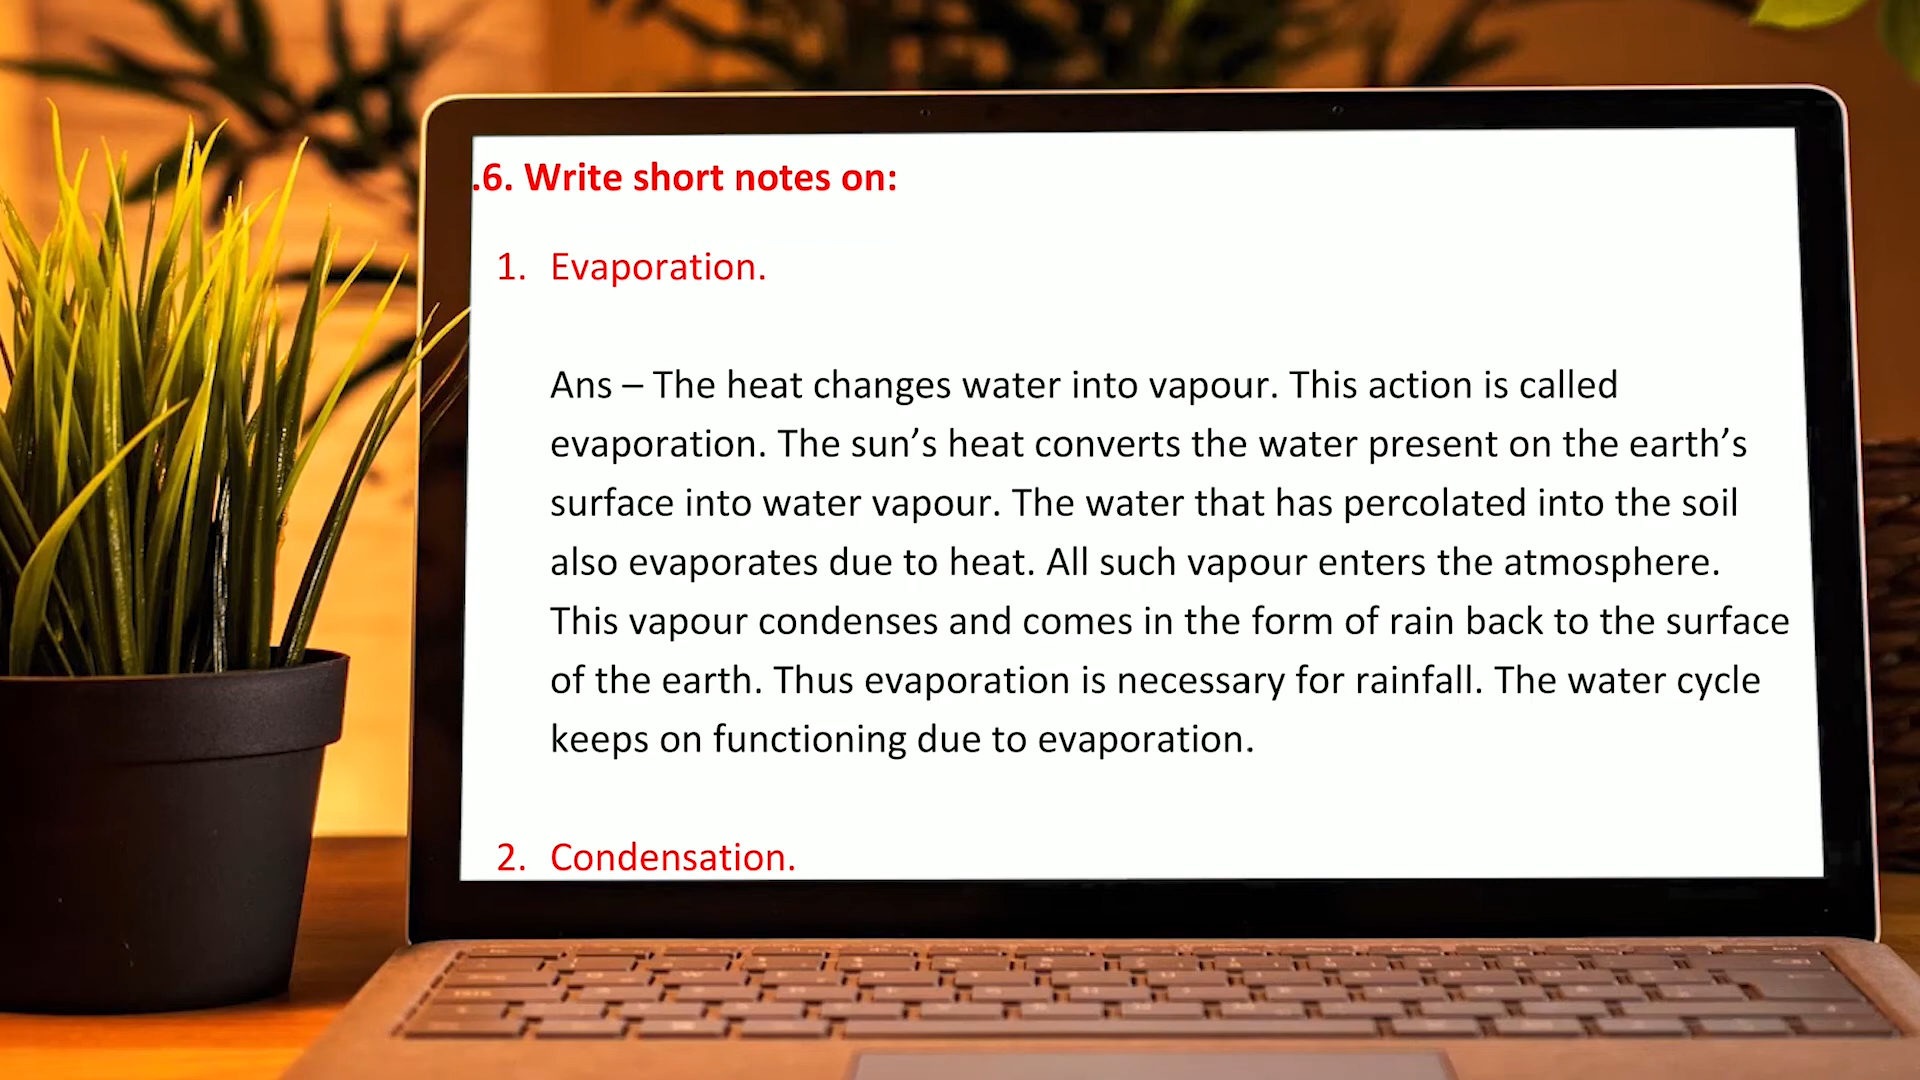 .6. Write short notes on:
1. Evaporation.
Ans – The heat changes water into vapour. This action is called
evaporation. The sun’s heat converts the water present on the earth’s
surface into water vapour. The water that has percolated into the soil
also evaporates due to heat. All such vapour enters the atmosphere.
This vapour condenses and comes in the form of rain back to the surface
of the earth. Thus evaporation is necessary for rainfall. The water cycle
keeps on functioning due to evaporation.
2. Condensation.